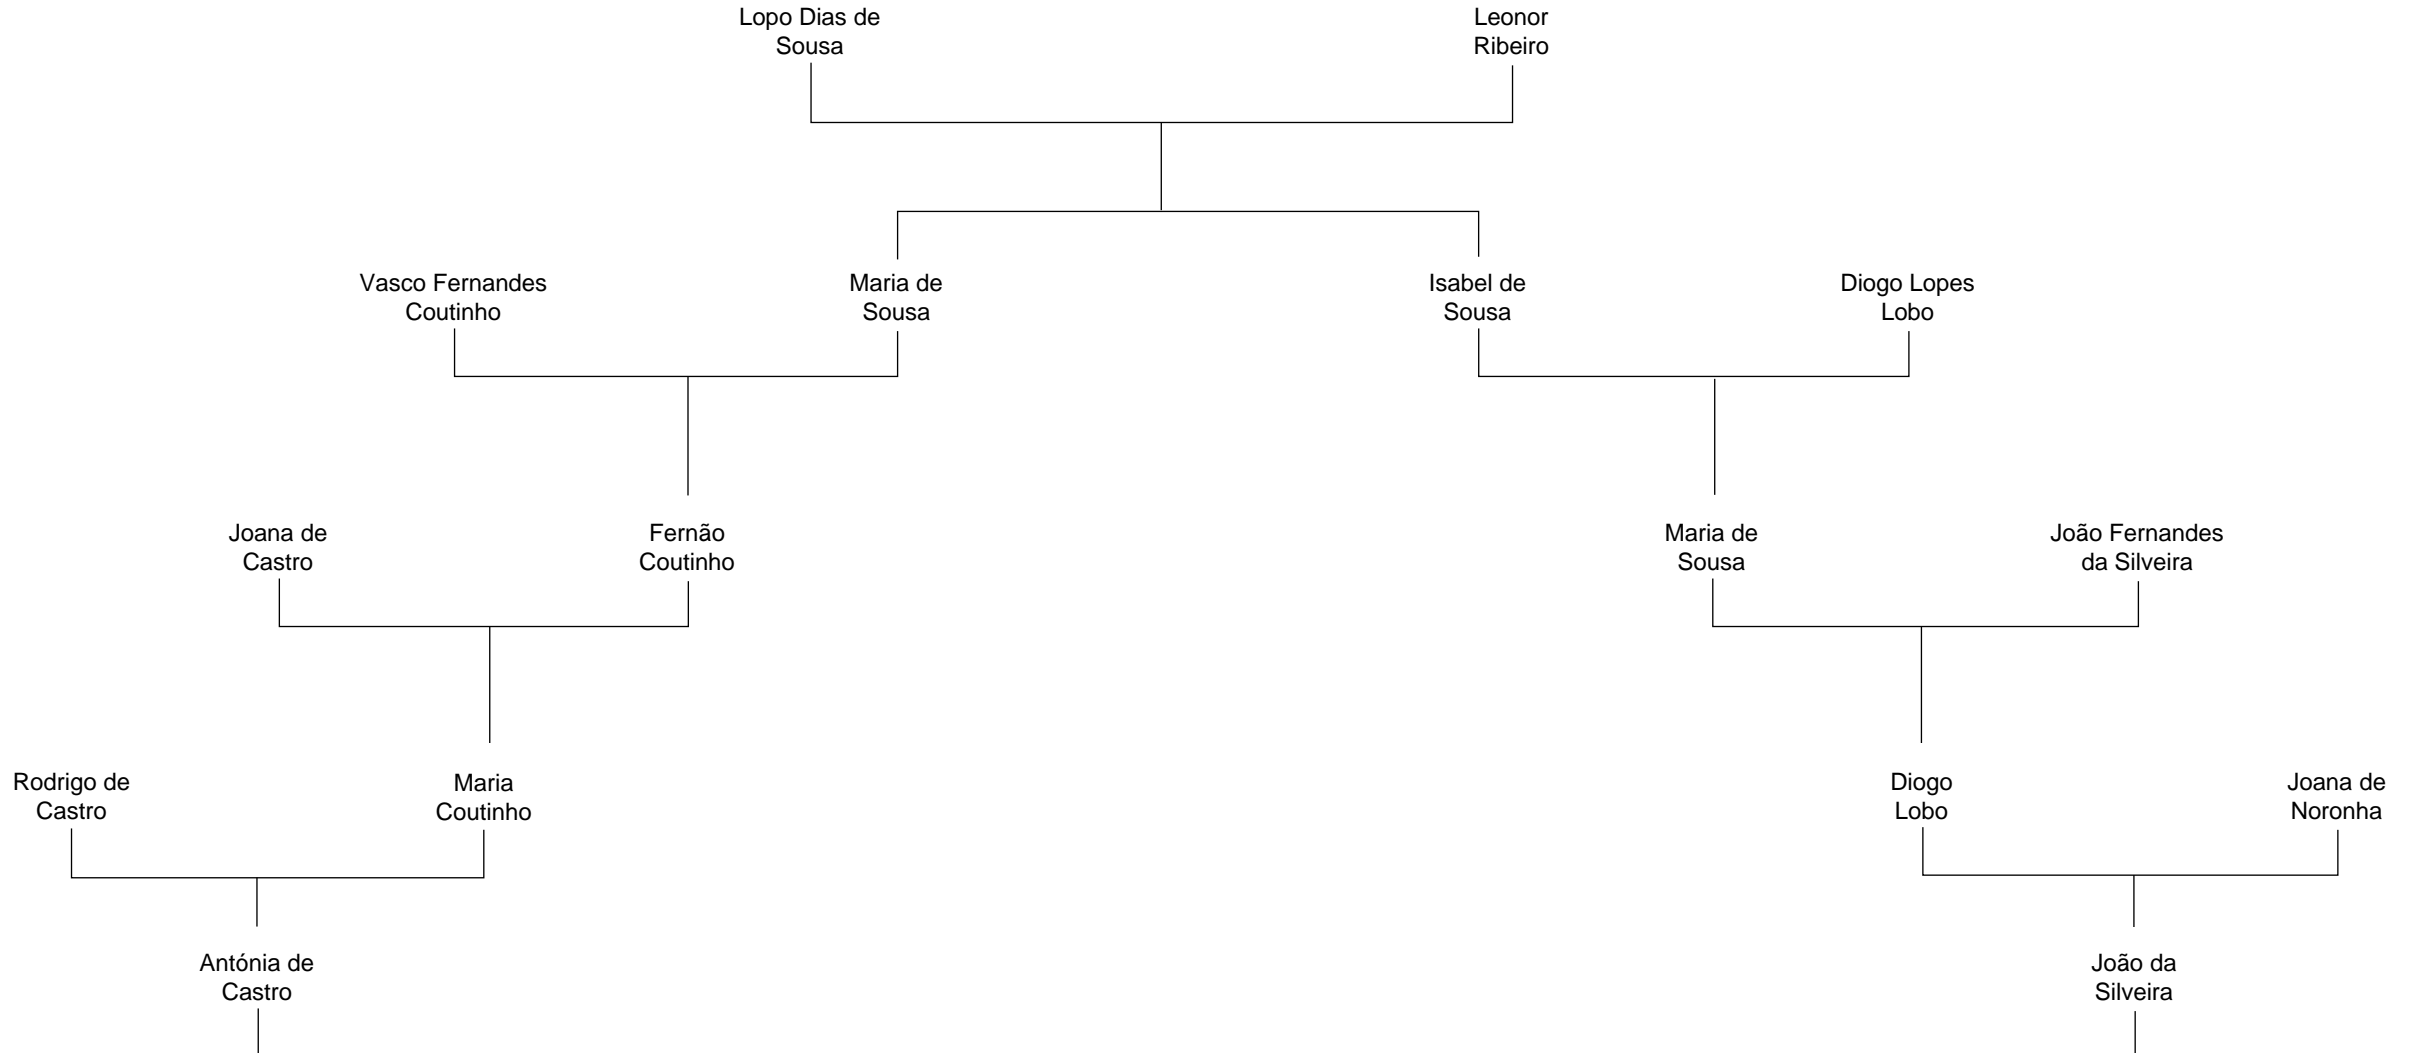 Lopo Dias de
Sousa
Leonor
Ribeiro
Vasco Fernandes
Coutinho
Maria de
Sousa
Isabel de
Sousa
Diogo Lopes
Lobo
Joana de
Castro
Fernão
Coutinho
Maria de
Sousa
João Fernandes
da Silveira
Rodrigo de
Castro
Maria
Coutinho
Diogo
Lobo
Joana de
Noronha
Antónia de
Castro
João da
Silveira